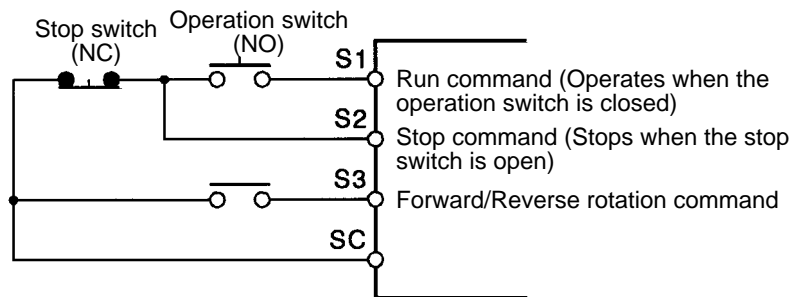 Stop switch
(NC)
Operation switch
(NO)
S1
Run command (Operates when the
operation switch is closed)
S2
Stop command (Stops when the stop
switch is open)
S3
Forward/Reverse rotation command
SC